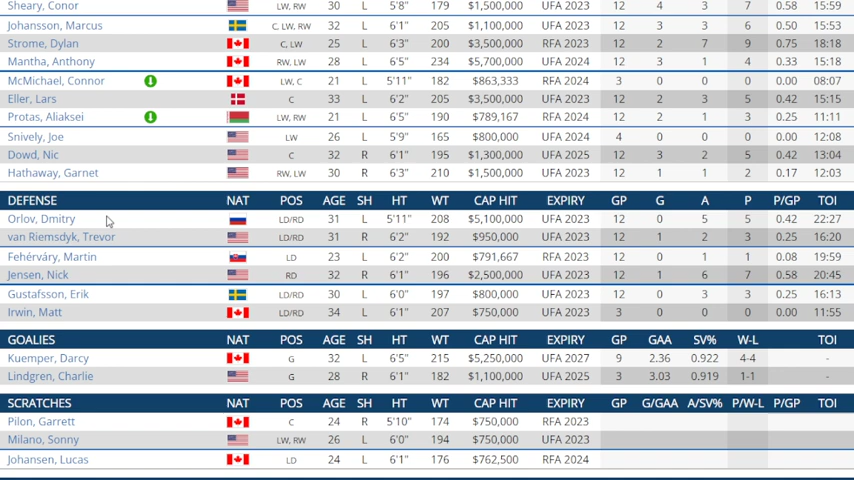 Sheary, Conor LW, RW 30 L 5'8" 179 $1,500,000 UFA 2023 12 4 3 7 0.58 15:59
Johansson, Marcus C, LW, RW 32 L 6'1" 205 $1,100,000 UFA 2023 12 3 3 6 0.50 15:53
Strome, Dylan C, LW 25 L 6'3" 200 $3,500,000 RFA 2023 12 2 7 9 0.75 18:18
Mantha, Anthony RW, LW 28 L 6'5" 234 $5,700,000 UFA 2024 12 3 1 4 0.33 15:18
McMichael, Connor LW, C 21 L 5'11" 182 $863,333 RFA 2024 3 0 0 0 0.00 08:07
Eller, Lars C 33 L 6'2" 205 $3,500,000 UFA 2023 12 2 3 5 0.42 15:15
Protas, Aliaksei LW, RW 21 L 6'5" 190 $789,167 RFA 2024 12 2 1 3 0.25 11:11
Snively, Joe LW 26 L 5'9" 165 $800,000 UFA 2024 4 0 0 0 0.00 12:08
Dowd, Nic C 32 R 6'1" 195 $1,300,000 UFA 2025 12 3 2 5 0.42 13:04
Hathaway, Garnet RW, LW 30 R 6'3" 210 $1,500,000 UFA 2023 12 1 1 2 0.17 12:03
DEFENSE NAT POS AGE SH HT WT CAP HIT EXPIRY GP G A P P/GP TOI
Orlov, Dmitry LD/RD 31 L 5'11" 208 $5,100,000 UFA 2023 12 0 5 5 0.42 22:27
van Riemsdyk, Trevor LD/RD 31 R 6'2" 192 $950,000 UFA 2023 12 1 2 3 0.25 16:20
Fehérváry, Martin LD 23 L 6'2" 200 $791,667 RFA 2023 12 0 1 1 0.08 19:59
Jensen, Nick RD 32 R 6'1" 196 $2,500,000 UFA 2023 12 1 6 7 0.58 20:45
Gustafsson, Erik LD/RD 30 L 6'0" 197 $800,000 UFA 2023 12 0 3 3 0.25 16:13
Irwin, Matt LD/RD 34 L 6'1" 207 $750,000 UFA 2023 3 0 0 0 0.00 11:55
GOALIES NAT POS AGE SH HT WT CAP HIT EXPIRY GP GAA SV% W-L TOI
Kuemper, Darcy G 32 L 6'5" 215 $5,250,000 UFA 2027 9 2.36 0.922 4-4 -
Lindgren, Charlie G 28 R 6'1" 182 $1,100,000 UFA 2025 3 3.03 0.919 1-1 -
SCRATCHES NAT POS AGE SH HT WT CAP HIT EXPIRY GP G/GAA A/SV% P/W-L P/GP TOI
Pilon, Garrett C 24 R 5'10" 174 $750,000 RFA 2023
Milano, Sonny LW, RW 26 L 6'0" 194 $750,000 UFA 2023
Johansen, Lucas LD 24 L 6'1" 176 $762,500 RFA 2024